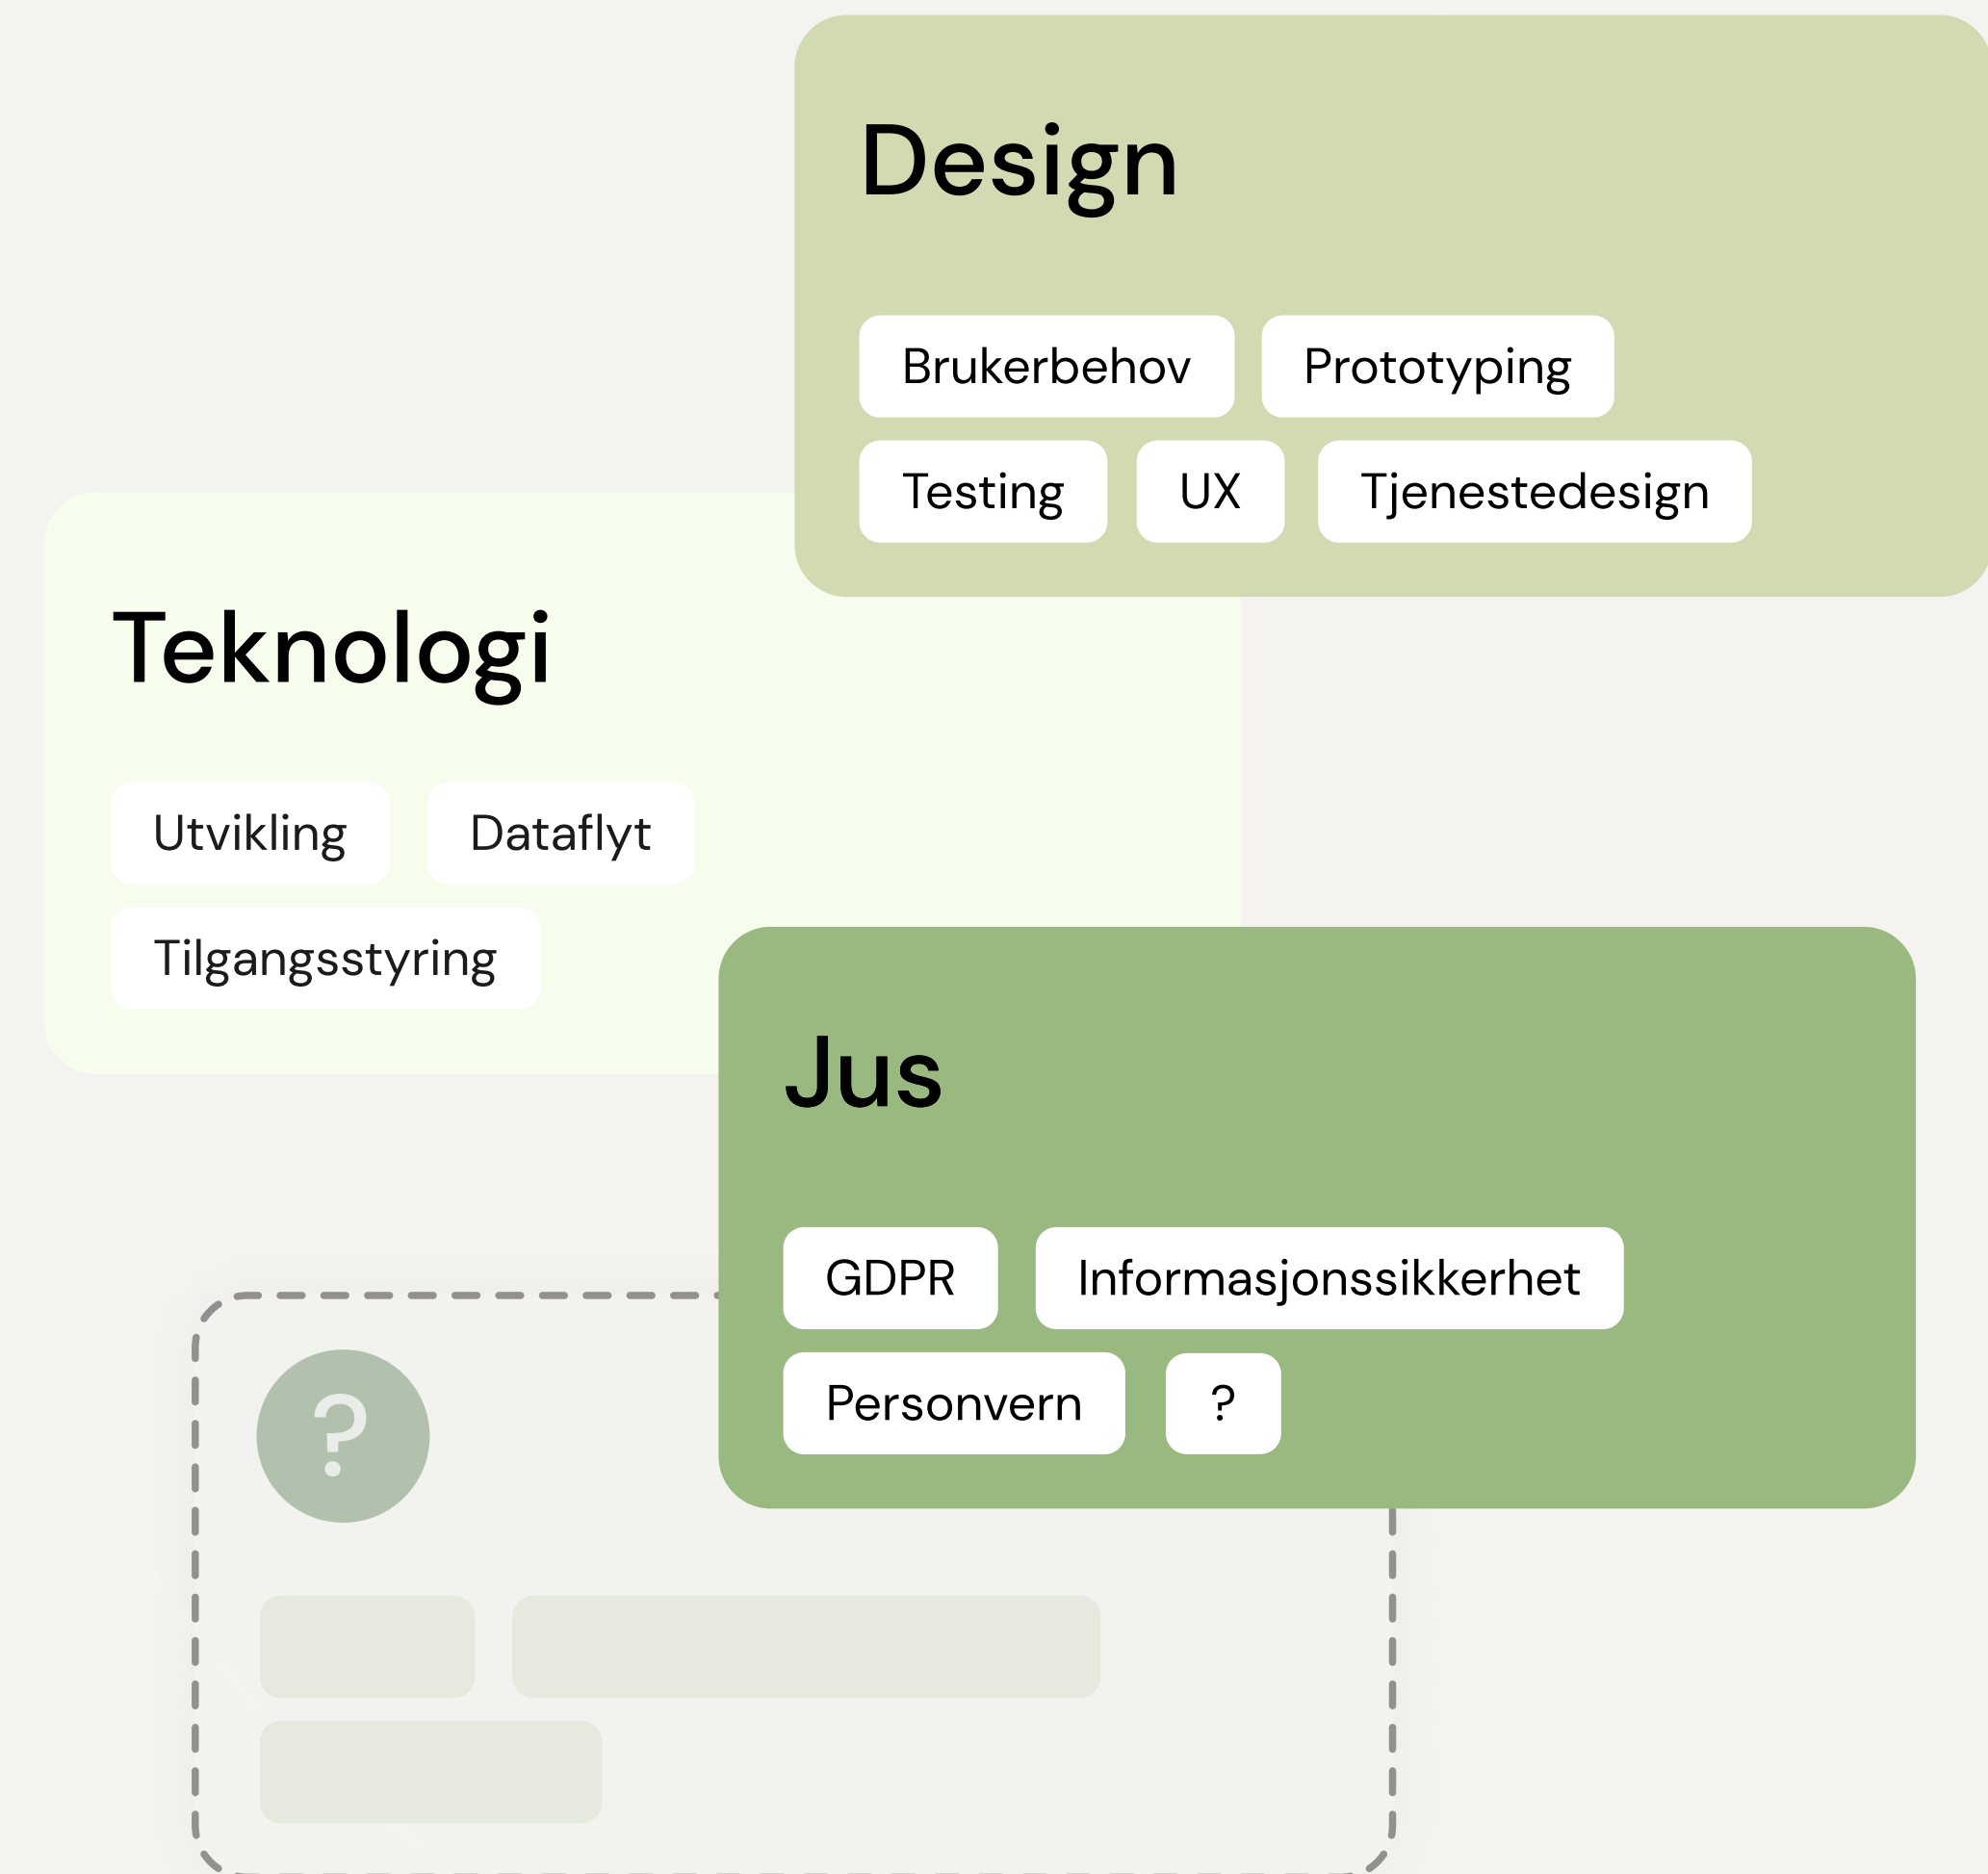 Design
Brukerbehov Prototyping
Testing UX Tjenestedesign
Teknologi
Utvikling Dataflyt
Tilgangsstyring
Jus
GDPR Informasjonssikkerhet
Personvern ?
?